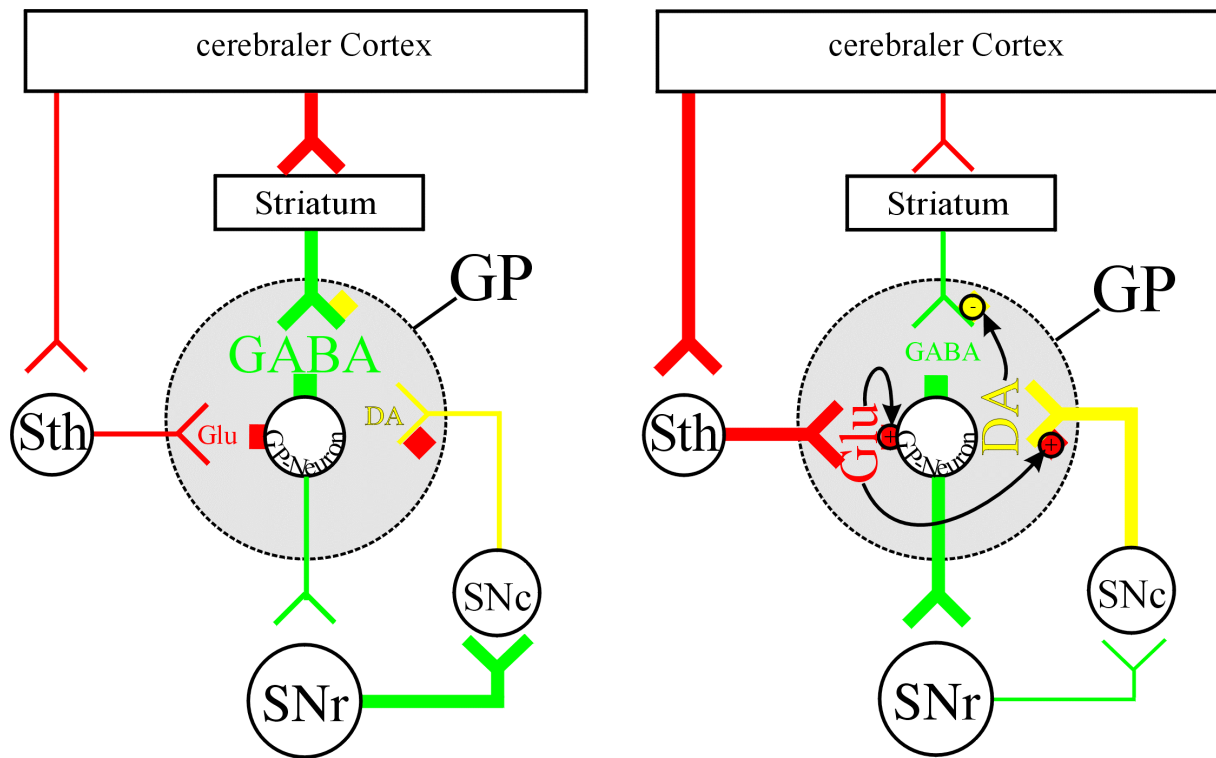 cerebraler Cortex
Striatum
GP
GABA
DA
Sth
Glu
GP-Neuron
SNc
SNr
cerebraler Cortex
Striatum
GP
-
GABA
DA
Sth
Glu
+
GP-Neuron
+
SNc
SNr